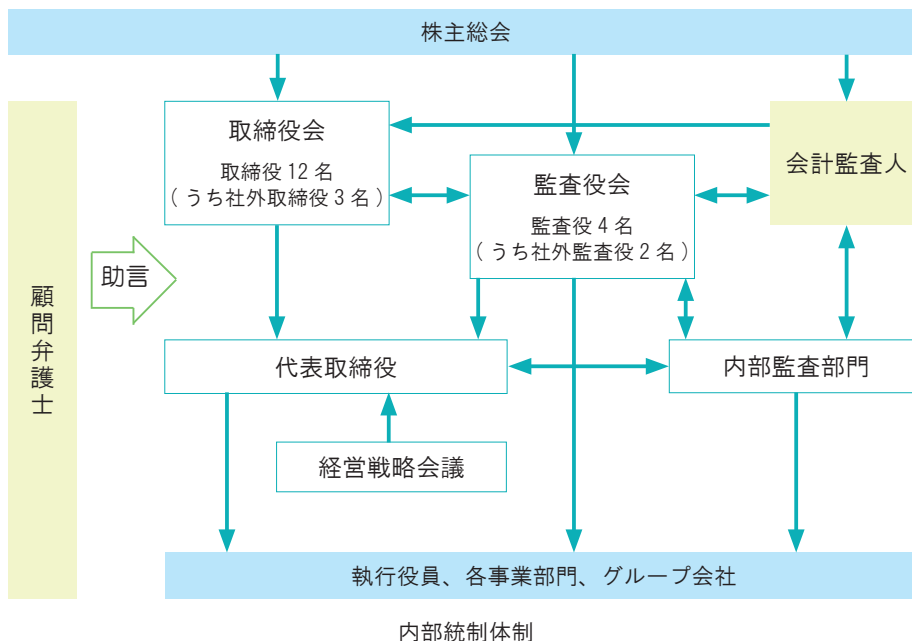 株主総会
取締役会
取締役 12 名
( うち社外取締役 3 名 )
監査役会
監査役 4 名
( うち社外監査役 2 名 )
会計監査人
顧問弁護士
助言
代表取締役
内部監査部門
経営戦略会議
執行役員、各事業部門、グループ会社
内部統制体制